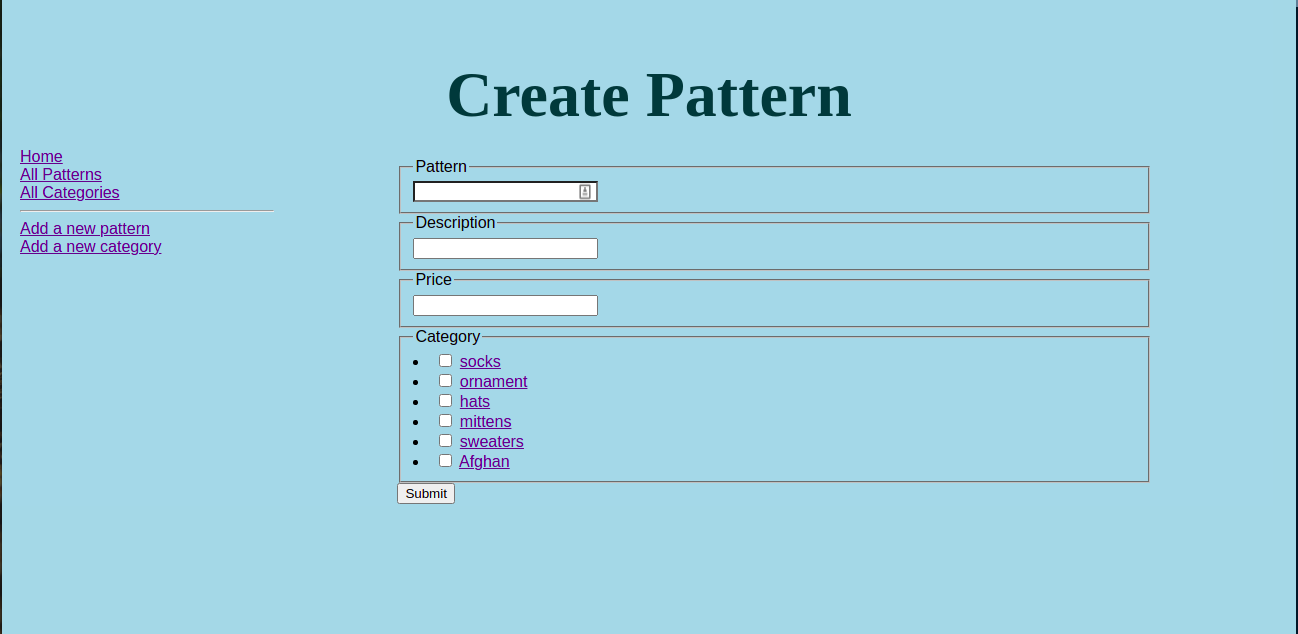 Create Pattern
Home
All Patterns
All Categories
Add a new pattern
Add a new category
Pattern
Description
Price
Category
socks
ornament
hats
mittens
sweaters
Afghan
Submit